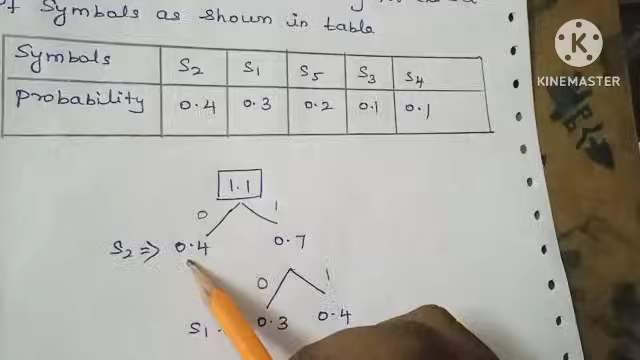 of Symbols as shown in table
K
KINEMASTER
Symbols S2 S1 S5 S3 S4
Probability 0.4 0.3 0.2 0.1 0.1
1.1
0 1
S2 ⇒ 0.4 0.7
0 1
S1 0.3 0.4